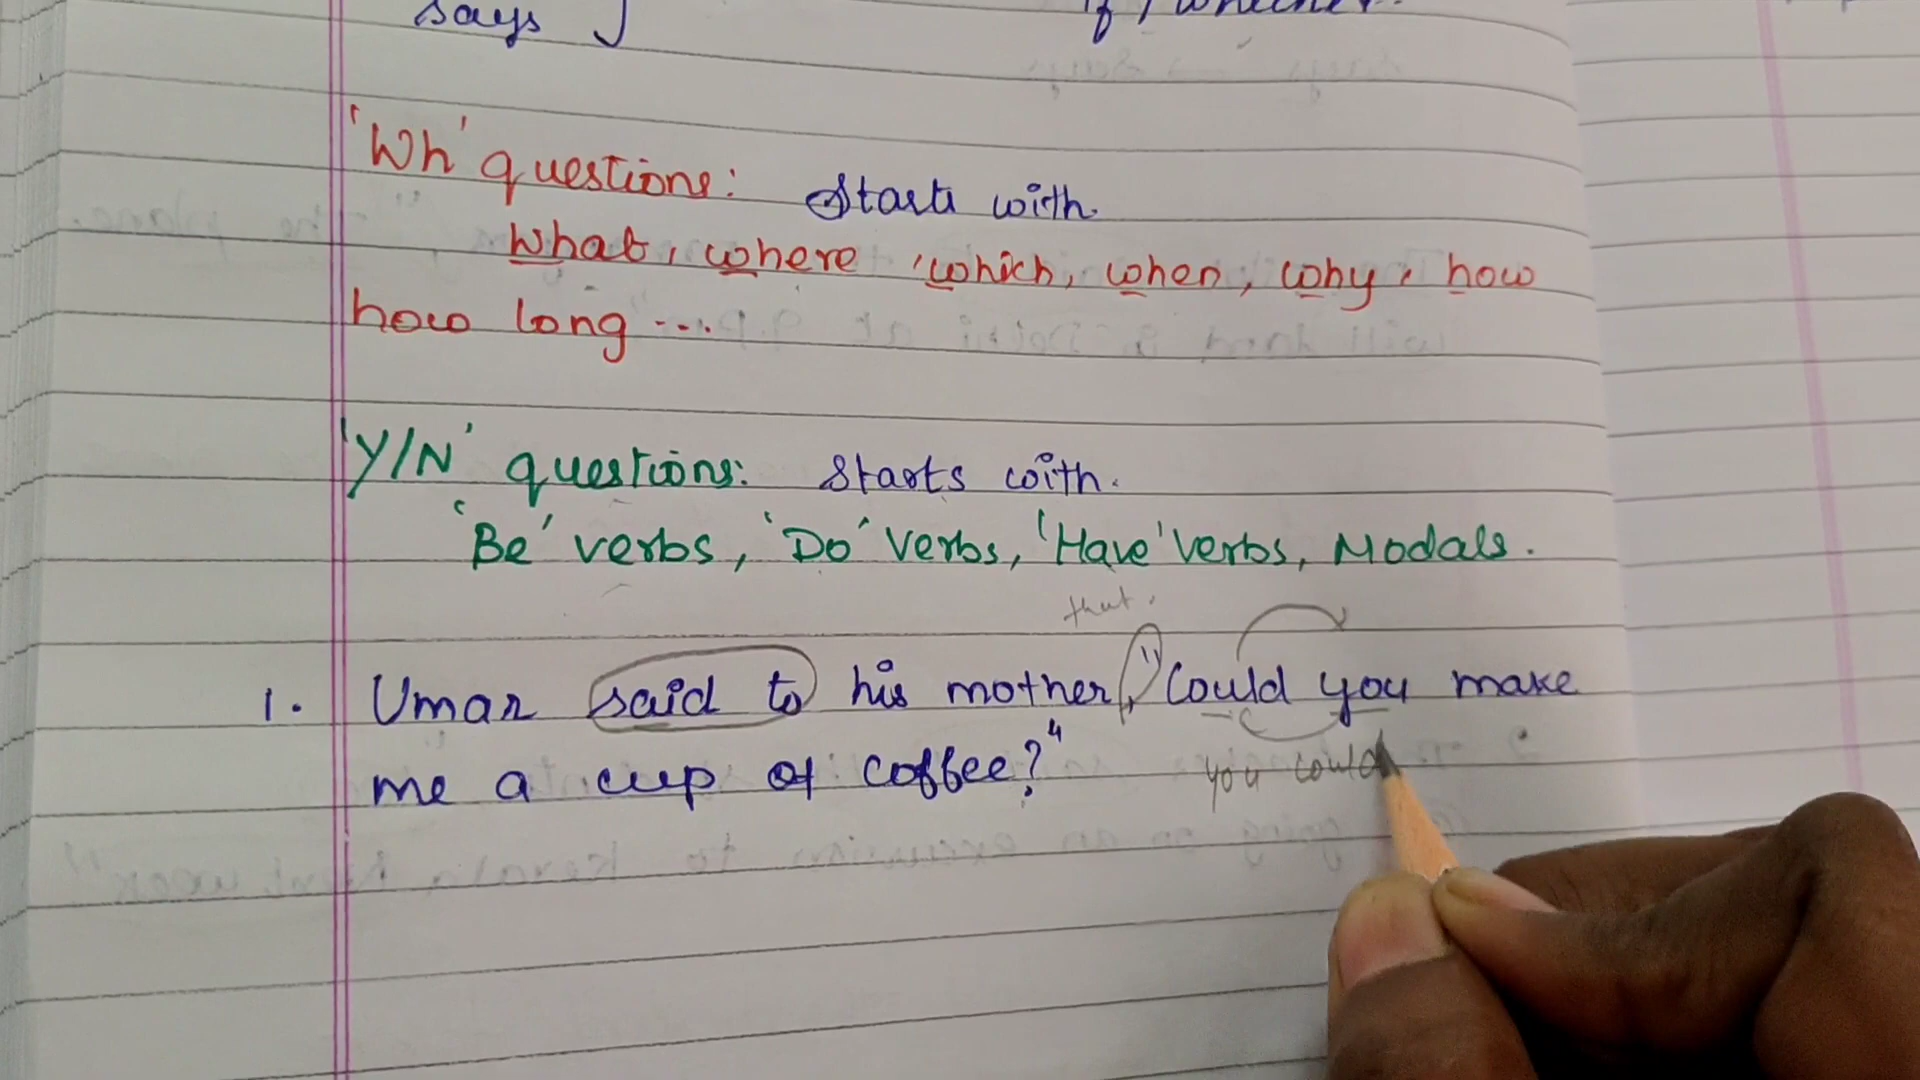 says if / whether.
'Wh' questions: Starts with.
What, where, which, when, why, how
how long ...
'Y/N' questions: Starts with.
'Be' verbs, 'Do' verbs, 'Have' verbs, Modals.
that.
1. Umar said to his mother, "Could you make
me a cup of coffee?"
you could